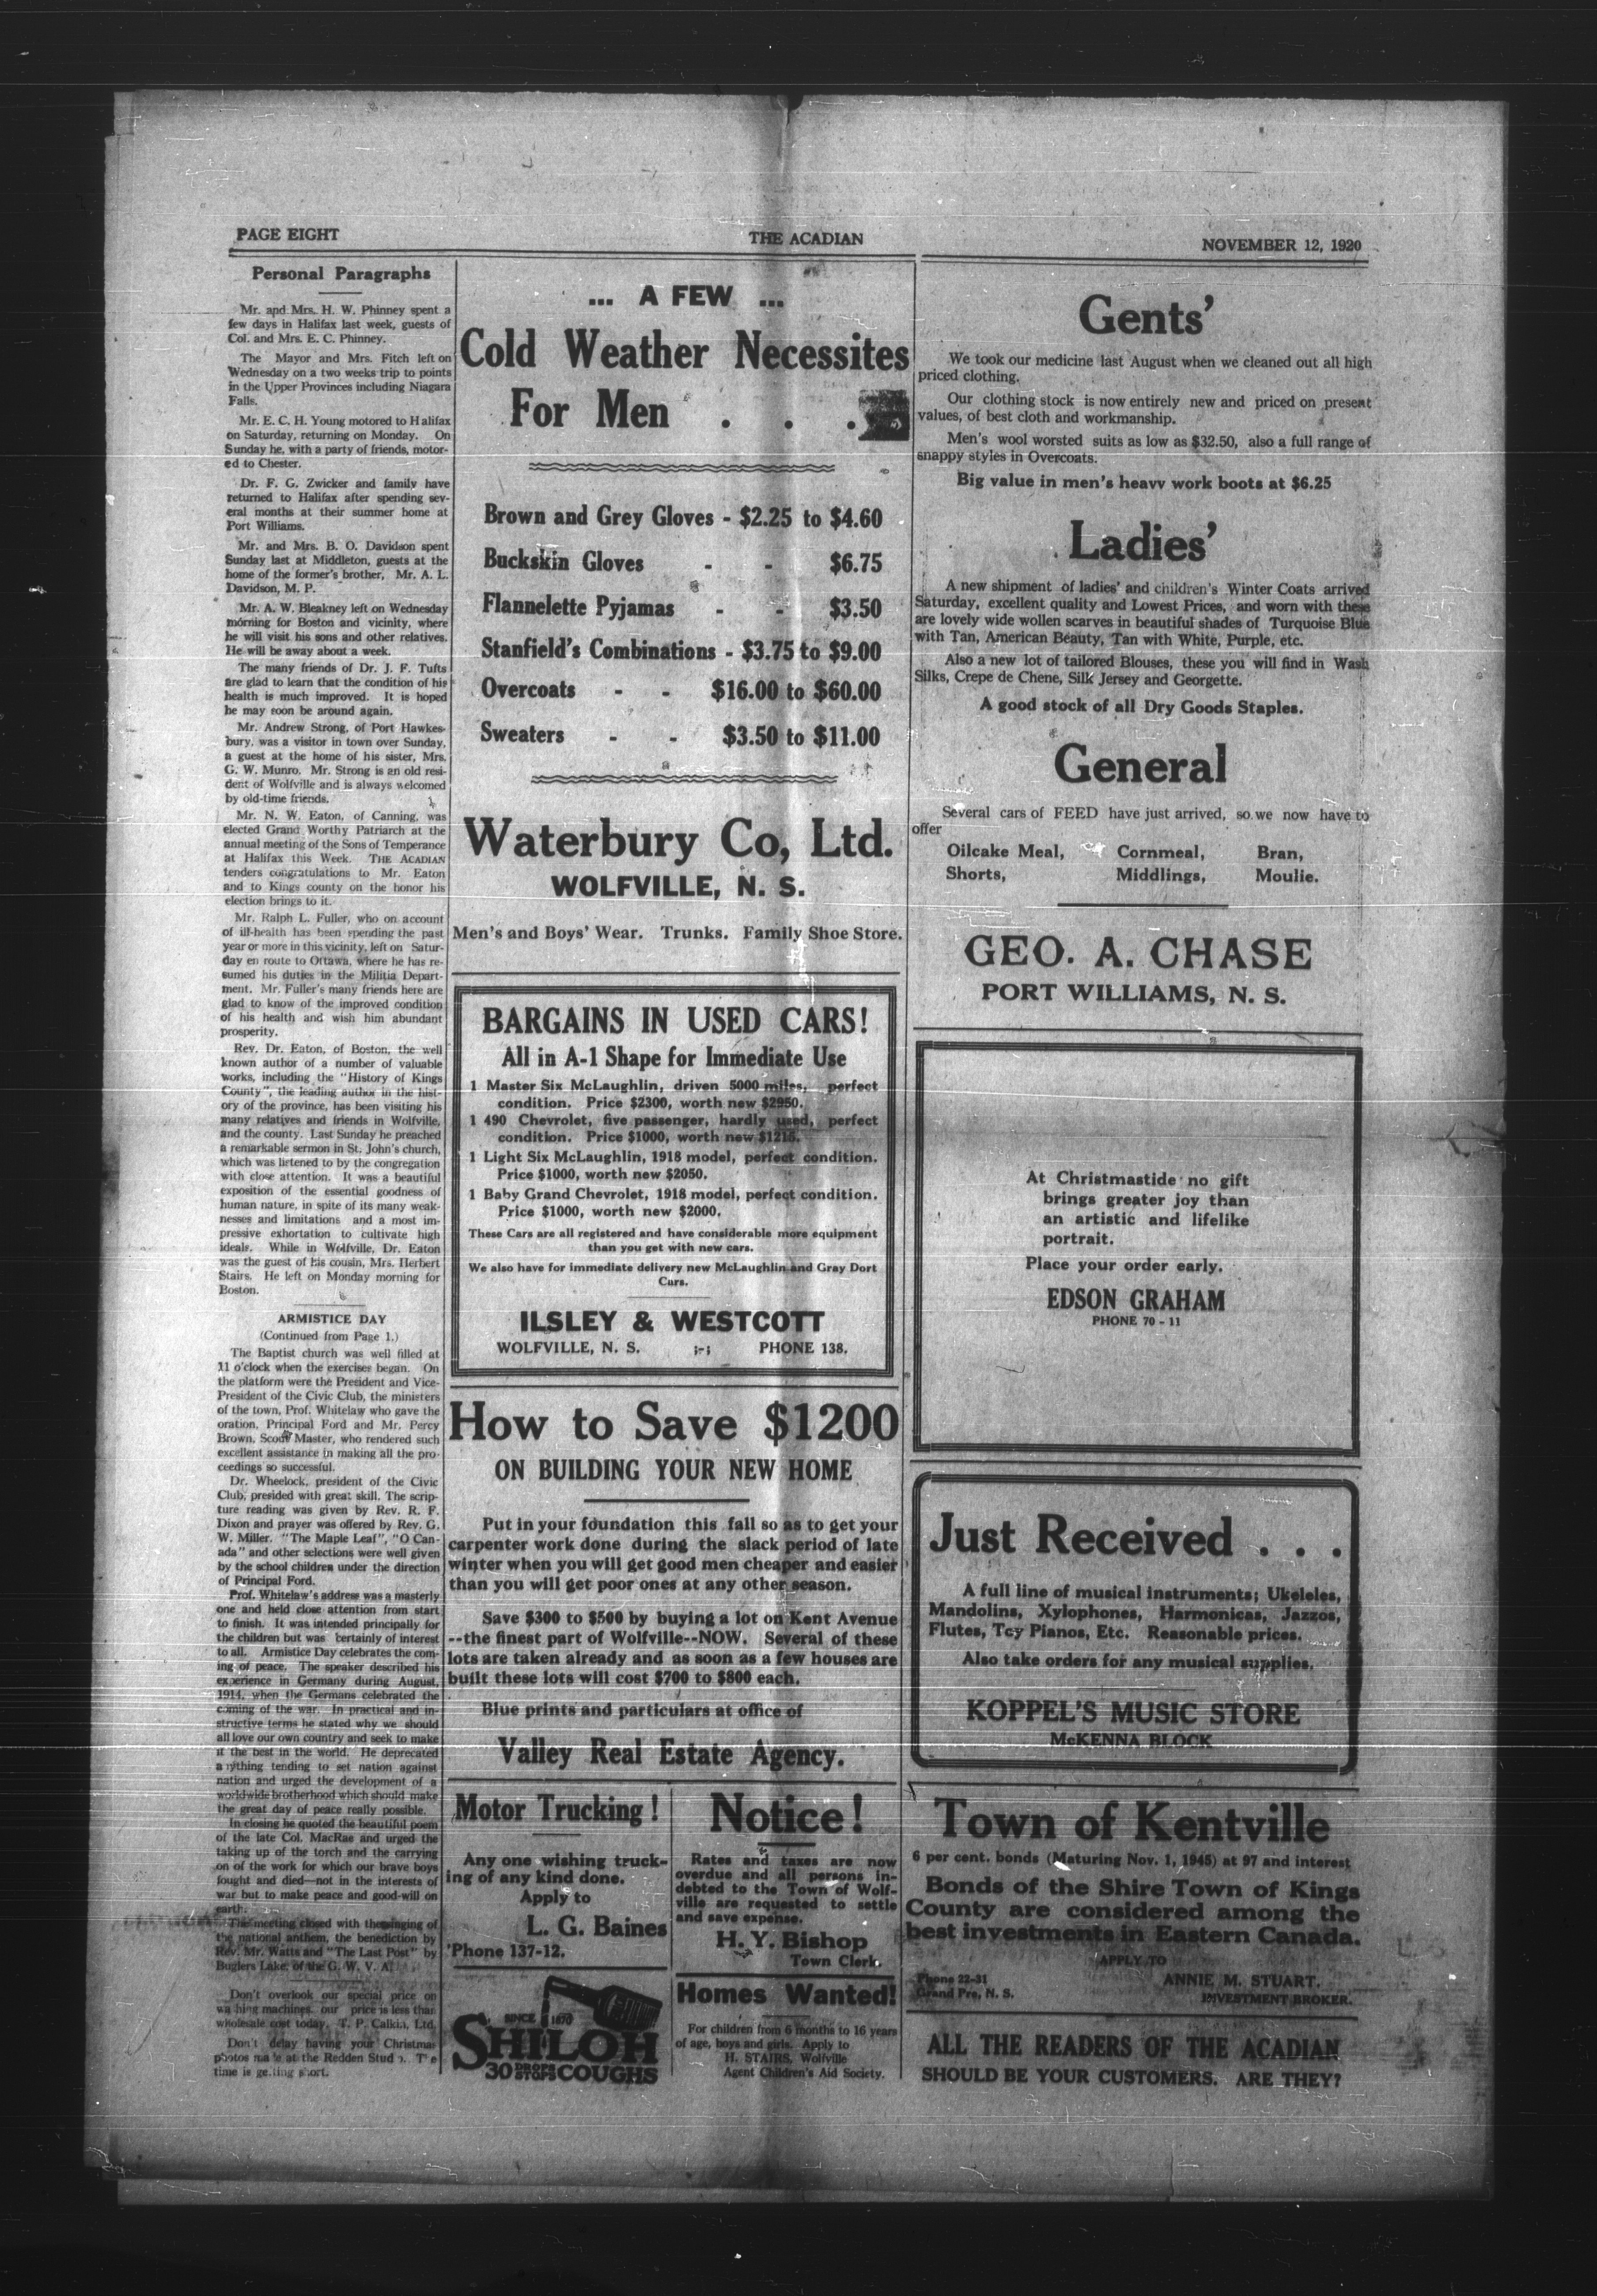 PAGE EIGHT
THE ACADIAN
NOVEMBER 12, 1920
Personal Paragraphs
Mr. and Mrs. H. W. Phinney spent a
few days in Halifax last week, guests of
Col. and Mrs. E. C. Phinney.
The Mayor and Mrs. Fitch left on
Wednesday on a two weeks trip to points
in the Upper Provinces including Niagara
Falls.
Mr. E. C. H. Young motored to Halifax
on Saturday, returning on Monday. On
Sunday he, with a party of friends, motor-
ed to Chester.
Dr. F. G. Zwicker and family have
returned to Halifax after spending sev-
eral months at their summer home at
Port Williams.
Mr. and Mrs. B. O. Davidson spent
Sunday last at Middleton, guests at the
home of the former's brother, Mr. A. L.
Davidson, M. P.
Mr. A. W. Bleakney left on Wednesday
morning for Boston and vicinity, where
he will visit his sons and other relatives.
He will be away about a week.
The many friends of Dr. J. F. Tufts
are glad to learn that the condition of his
health is much improved. It is hoped
he may soon be around again.
Mr. Andrew Strong, of Port Hawkes-
bury, was a visitor in town over Sunday,
a guest at the home of his sister, Mrs.
G. W. Munro. Mr. Strong is an old resi-
dent of Wolfville and is always welcomed
by old-time friends.
Mr. N. W. Eaton, of Canning, was
elected Grand Worthy Patriarch at the
annual meeting of the Sons of Temperance
at Halifax this Week. THE ACADIAN
tenders congratulations to Mr. Eaton
and to Kings county on the honor his
election brings to it.
Mr. Ralph L. Fuller, who on account
of ill-health has been spending the past
year or more in this vicinity, left on Satur-
day en route to Ottawa, where he has re-
sumed his duties in the Militia Depart-
ment. Mr. Fuller's many friends here are
glad to know of the improved condition
of his health and wish him abundant
prosperity.
Rev. Dr. Eaton, of Boston, the well
known author of a number of valuable
works, including the "History of Kings
County", the leading author in the hist-
ory of the province, has been visiting his
many relatives and friends in Wolfville,
and the county. Last Sunday he preached
a remarkable sermon in St. John's church,
which was listened to by the congregation
with close attention. It was a beautiful
exposition of the essential goodness of
human nature, in spite of its many weak-
nesses and limitations and a most im-
pressive exhortation to cultivate high
ideals. While in Wolfville, Dr. Eaton
was the guest of his cousin, Mrs. Herbert
Stairs. He left on Monday morning for
Boston.
ARMISTICE DAY
(Continued from Page 1.)
The Baptist church was well filled at
11 o'clock when the exercises began. On
the platform were the President and Vice-
President of the Civic Club, the ministers
of the town, Prof. Whitelaw who gave the
oration, Principal Ford and Mr. Percy
Brown, Scout Master, who rendered such
excellent assistance in making all the pro-
ceedings so successful.
Dr. Wheelock, president of the Civic
Club, presided with great skill. The scrip-
ture reading was given by Rev. R. F.
Dixon and prayer was offered by Rev. G.
W. Miller. "The Maple Leaf", "O Can-
ada" and other selections were well given
by the school children under the direction
of Principal Ford.
Prof. Whitelaw's address was a masterly
one and held close attention from start
to finish. It was intended principally for
the children but was certainly of interest
to all. Armistice Day celebrates the com-
ing of peace. The speaker described his
experience in Germany during August,
1914, when the Germans celebrated the
coming of the war. In practical and in-
structive terms he stated why we should
all love our own country and seek to make
it the best in the world. He deprecated
anything tending to set nation against
nation and urged the development of a
worldwide brotherhood which should make
the great day of peace really possible.
In closing he quoted the beautiful poem
of the late Col. MacRae and urged the
taking up of the torch and the carrying
on of the work for which our brave boys
fought and died—not in the interests of
war but to make peace and good-will on
earth.
The meeting closed with the singing of
the national anthem, the benediction by
Rev. Mr. Watts and "The Last Post" by
Buglers Lake, of the G. W. V. A.
Don't overlook our special price on
washing machines. our price is less than
wholesale cost today. T. P. Calkin, Ltd.
Don't delay having your Christmas
photos made at the Redden Studio. The
time is getting short.
... A FEW ...
Cold Weather Necessites
For Men . . .
Brown and Grey Gloves - $2.25 to $4.60
Buckskin Gloves - - $6.75
Flannelette Pyjamas - - $3.50
Stanfield's Combinations - $3.75 to $9.00
Overcoats - - $16.00 to $60.00
Sweaters - - $3.50 to $11.00
Waterbury Co, Ltd.
WOLFVILLE, N. S.
Men's and Boys' Wear. Trunks. Family Shoe Store.
BARGAINS IN USED CARS!
All in A-1 Shape for Immediate Use
1 Master Six McLaughlin, driven 5000 miles, perfect
condition. Price $2300, worth new $2950.
1 490 Chevrolet, five passenger, hardly used, perfect
condition. Price $1000, worth new $1215.
1 Light Six McLaughlin, 1918 model, perfect condition.
Price $1000, worth new $2050.
1 Baby Grand Chevrolet, 1918 model, perfect condition.
Price $1000, worth new $2000.
These Cars are all registered and have considerable more equipment
than you get with new cars.
We also have for immediate delivery new McLaughlin and Gray Dort
Cars.
ILSLEY & WESTCOTT
WOLFVILLE, N. S. :-: PHONE 138.
How to Save $1200
ON BUILDING YOUR NEW HOME
Put in your foundation this fall so as to get your
carpenter work done during the slack period of late
winter when you will get good men cheaper and easier
than you will get poor ones at any other season.
Save $300 to $500 by buying a lot on Kent Avenue
--the finest part of Wolfville--NOW. Several of these
lots are taken already and as soon as a few houses are
built these lots will cost $700 to $800 each.
Blue prints and particulars at office of
Valley Real Estate Agency.
Motor Trucking!
Any one wishing truck-
ing of any kind done.
Apply to
L. G. Baines
'Phone 137-12.
SINCE 1870
SHILOH
30 DROPS STOPS COUGHS
Notice!
Rates and taxes are now
overdue and all persons in-
debted to the Town of Wolf-
ville are requested to settle
and save expense.
H. Y. Bishop
Town Clerk.
Homes Wanted!
For children from 6 months to 16 years
of age, boys and girls. Apply to
H. STAIRS, Wolfville
Agent Children's Aid Society.
Gents'
We took our medicine last August when we cleaned out all high
priced clothing.
Our clothing stock is now entirely new and priced on present
values, of best cloth and workmanship.
Men's wool worsted suits as low as $32.50, also a full range of
snappy styles in Overcoats.
Big value in men's heavv work boots at $6.25
Ladies'
A new shipment of ladies' and children's Winter Coats arrived
Saturday, excellent quality and Lowest Prices, and worn with these
are lovely wide wollen scarves in beautiful shades of Turquoise Blue
with Tan, American Beauty, Tan with White, Purple, etc.
Also a new lot of tailored Blouses, these you will find in Wash
Silks, Crepe de Chene, Silk Jersey and Georgette.
A good stock of all Dry Goods Staples.
General
Several cars of FEED have just arrived, so we now have to
offer
Oilcake Meal, Cornmeal, Bran,
Shorts, Middlings, Moulie.
GEO. A. CHASE
PORT WILLIAMS, N. S.
At Christmastide no gift
brings greater joy than
an artistic and lifelike
portrait.
Place your order early.
EDSON GRAHAM
PHONE 70 - 11
Just Received . . .
A full line of musical instruments; Ukeleles,
Mandolins, Xylophones, Harmonicas, Jazzos,
Flutes, Toy Pianos, Etc. Reasonable prices.
Also take orders for any musical supplies.
KOPPEL'S MUSIC STORE
McKENNA BLOCK
Town of Kentville
6 per cent. bonds (Maturing Nov. 1, 1945) at 97 and interest
Bonds of the Shire Town of Kings
County are considered among the
best investments in Eastern Canada.
APPLY TO
Phone 22-31 ANNIE M. STUART.
Grand Pre, N. S. INVESTMENT BROKER.
ALL THE READERS OF THE ACADIAN
SHOULD BE YOUR CUSTOMERS. ARE THEY?